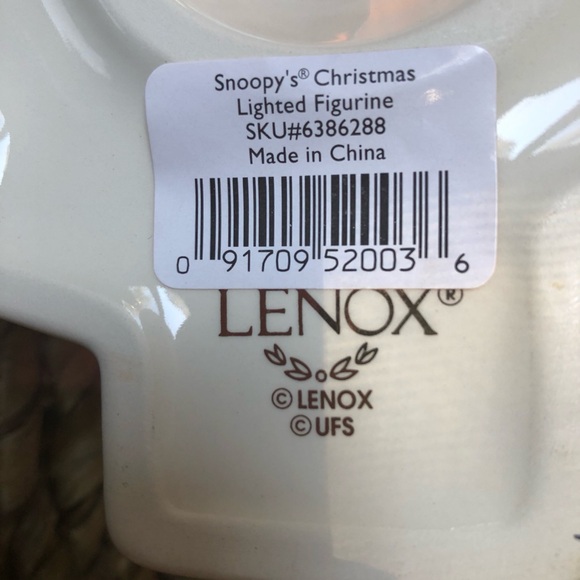 Snoopy's® Christmas
Lighted Figurine
SKU#6386288
Made in China
0 91709 52003 6
LENOX®
© LENOX
© UFS